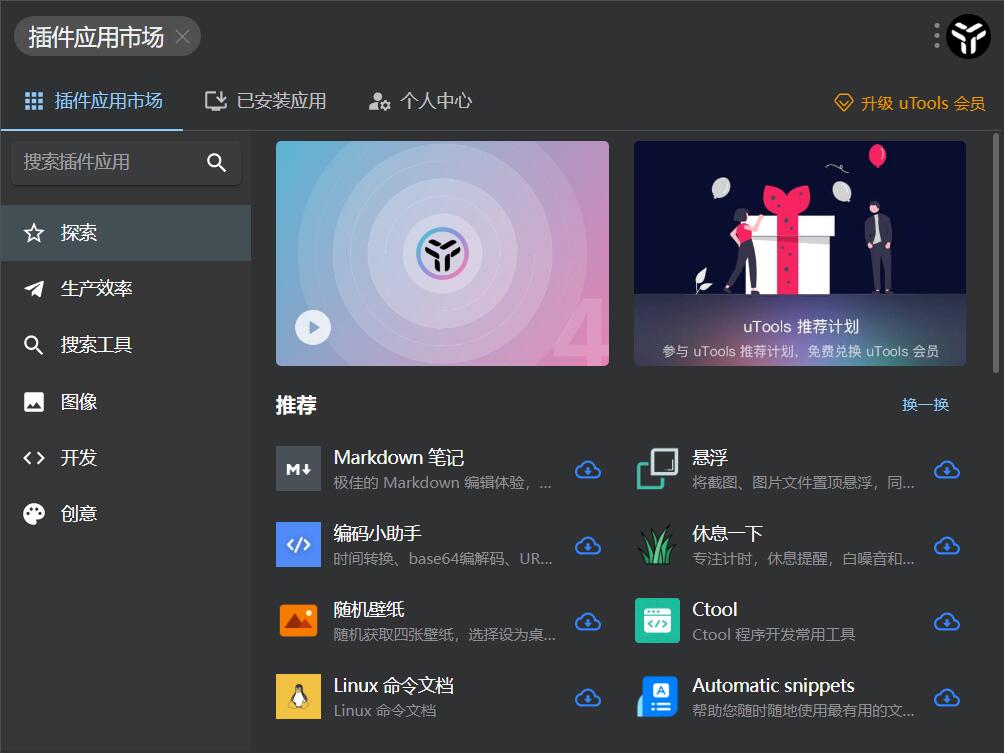 插件应用市场
插件应用市场
已安装应用
个人中心
升级 uTools 会员
搜索插件应用
探索
生产效率
搜索工具
图像
开发
创意
4
uTools 推荐计划
参与 uTools 推荐计划，免费兑换 uTools 会员
推荐
换一换
M↓
Markdown 笔记
极佳的 Markdown 编辑体验，...
悬浮
将截图、图片文件置顶悬浮，同...
</>
编码小助手
时间转换、base64编解码、UR...
休息一下
专注计时，休息提醒，白噪音和...
随机壁纸
随机获取四张壁纸，选择设为桌...
</>
Ctool
Ctool 程序开发常用工具
Linux 命令文档
Linux 命令文档
A
Automatic snippets
帮助您随时随地使用最有用的文...